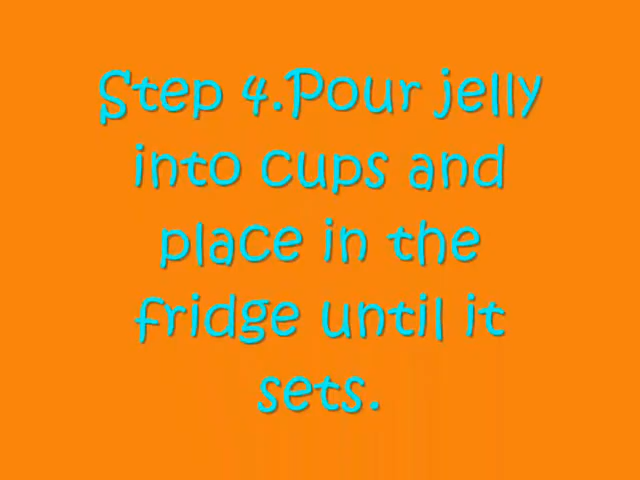 Step 4.Pour jelly
into cups and
place in the
fridge until it
sets.